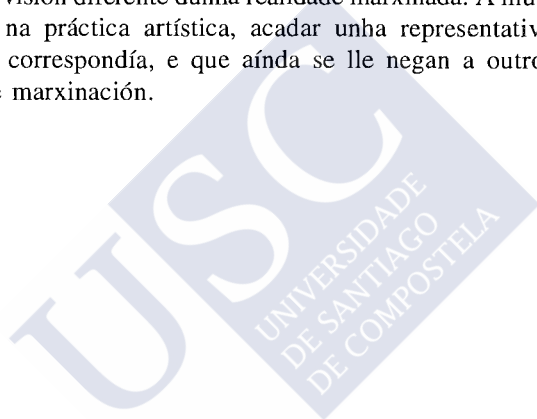 visión diferente dunha realidade marxinada. A
na práctica artística, acadar unha representativ
correspondía, e que aínda se lle negan a outro
marxinación.
USC
UNIVERSIDADE
DE SANTIAGO
DE COMPOSTELA